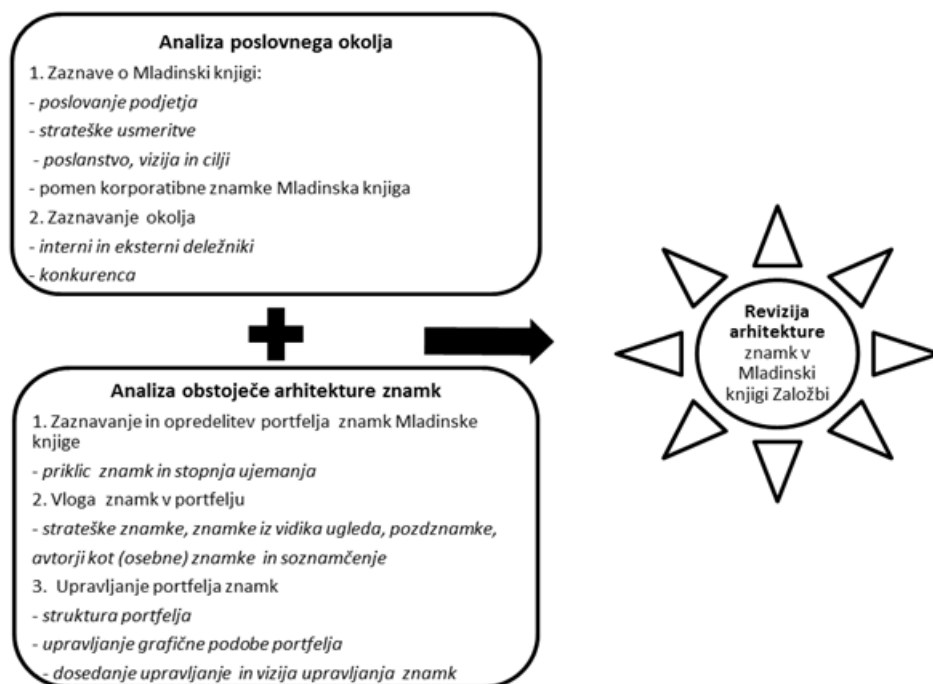 Analiza poslovnega okolja
1. Zaznave o Mladinski knjigi:
- poslovanje podjetja
- strateške usmeritve
- poslanstvo, vizija in cilji
- pomen korporatibne znamke Mladinska knjiga
2. Zaznavanje okolja
- interni in eksterni deležniki
- konkurenca
Analiza obstoječe arhitekture znamk
1. Zaznavanje in opredelitev portfelja znamk Mladinske
knjige
- priklic znamk in stopnja ujemanja
2. Vloga znamk v portfelju
- strateške znamke, znamke iz vidika ugleda, pozdznamke,
avtorji kot (osebne) znamke in soznamčenje
3. Upravljanje portfelja znamk
- struktura portfelja
- upravljanje grafične podobe portfelja
- dosedanje upravljanje in vizija upravljanja znamk
Revizija
arhitekture
znamk v
Mladinski
knjigi Založbi